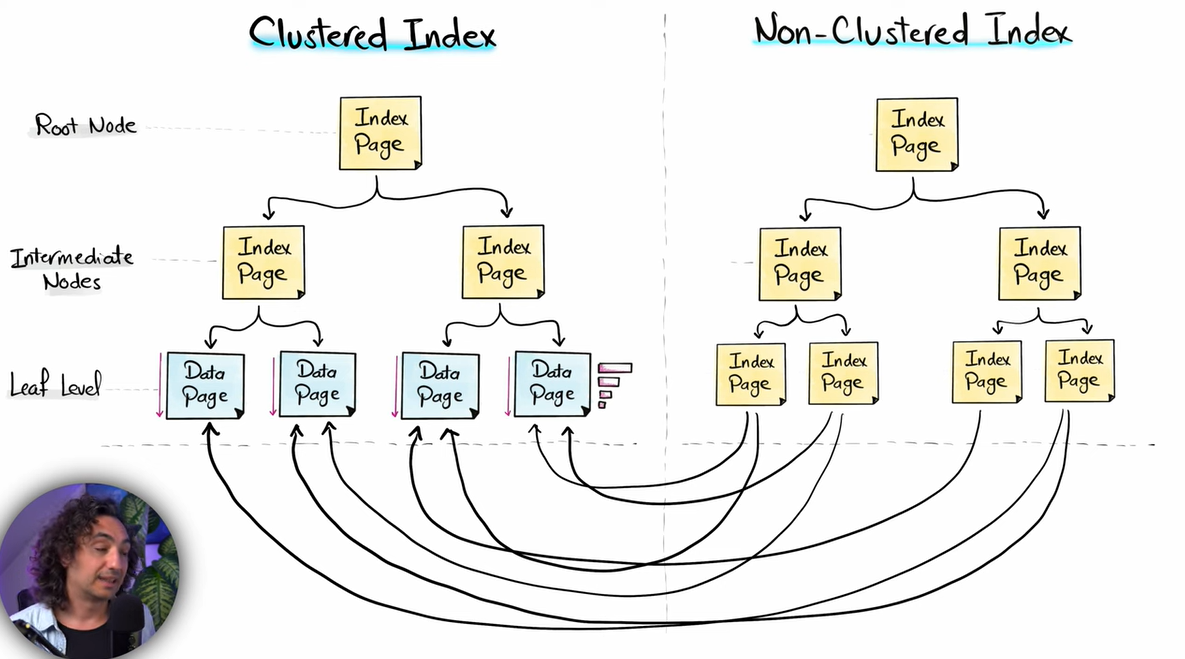 Clustered Index
Non-Clustered Index
Root Node
Index
Page
Index
Page
Intermediate
Nodes
Index
Page
Index
Page
Index
Page
Index
Page
Leaf Level
Data
Page
Data
Page
Data
Page
Data
Page
Index
Page
Index
Page
Index
Page
Index
Page